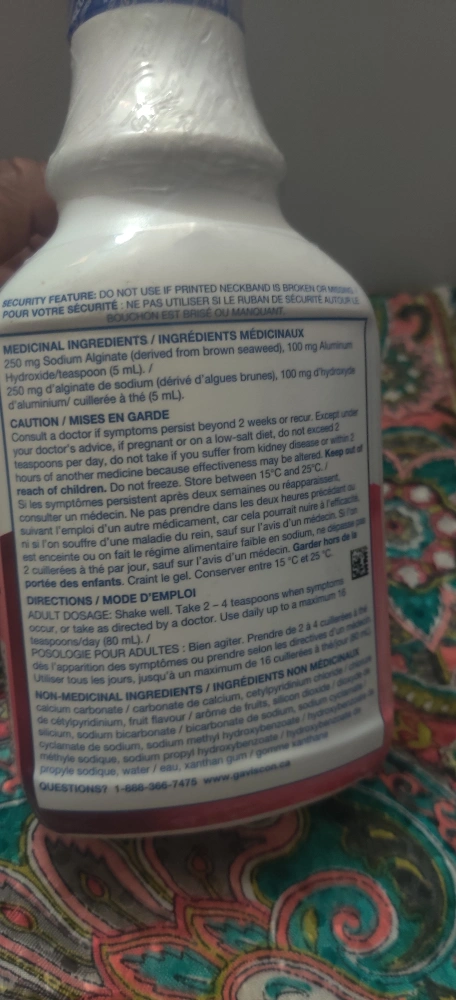 SECURITY FEATURE: DO NOT USE IF PRINTED NECKBAND IS BROKEN OR MISSING.
POUR VOTRE SÉCURITÉ : NE PAS UTILISER SI LE RUBAN DE SÉCURITÉ AUTOUR LE
BOUCHON EST BRISÉ OU MANQUANT.
MEDICINAL INGREDIENTS / INGRÉDIENTS MÉDICINAUX
250 mg Sodium Alginate (derived from brown seaweed), 100 mg Aluminum
Hydroxide/teaspoon (5 mL). /
250 mg d'alginate de sodium (dérivé d'algues brunes), 100 mg d'hydroxyde
d'aluminium/ cuillerée à thé (5 mL).
CAUTION / MISES EN GARDE
Consult a doctor if symptoms persist beyond 2 weeks or recur. Except under
your doctor's advice, if pregnant or on a low-salt diet, do not exceed 2
teaspoons per day, do not take if you suffer from kidney disease or within 2
hours of another medicine because effectiveness may be altered. Keep out of
reach of children. Do not freeze. Store between 15°C and 25°C. /
Si les symptômes persistent après deux semaines ou réapparaissent,
consulter un médecin. Ne pas prendre dans les deux heures précédant ou
suivant l'emploi d'un autre médicament, car cela pourrait nuire à l'efficacité,
ni si l'on souffre d'une maladie du rein, sauf sur l'avis d'un médecin. Si l'on
est enceinte ou on fait le régime alimentaire faible en sodium, ne dépasse pas
2 cuillerées à thé par jour, sauf sur l'avis d'un médecin. Garder hors de la
portée des enfants. Craint le gel. Conserver entre 15 °C et 25 °C.
DIRECTIONS / MODE D'EMPLOI
ADULT DOSAGE: Shake well. Take 2 – 4 teaspoons when symptoms
occur, or take as directed by a doctor. Use daily up to a maximum 16
teaspoons/day (80 mL). /
POSOLOGIE POUR ADULTES : Bien agiter. Prendre de 2 à 4 cuillerées à thé
dès l'apparition des symptômes ou prendre selon les directives d'un médecin.
Utiliser tous les jours, jusqu'à un maximum de 16 cuillerées à thé/jour (80 mL).
NON-MEDICINAL INGREDIENTS / INGRÉDIENTS NON MÉDICINAUX
calcium carbonate / carbonate de calcium, cetylpyridinium chloride /
de cétylpyridinium, fruit flavour / arôme de fruits, silicon dioxide / dioxyde de
silicium, sodium bicarbonate / bicarbonate de sodium, sodium cyclamate /
cyclamate de sodium, sodium methyl hydroxybenzoate / hydroxybenzoate de
méthyle sodique, sodium propyl hydroxybenzoate / hydroxybenzoate de
propyle sodique, water / eau, xanthan gum / gomme xanthane
QUESTIONS? 1-888-366-7475 www.gaviscon.ca